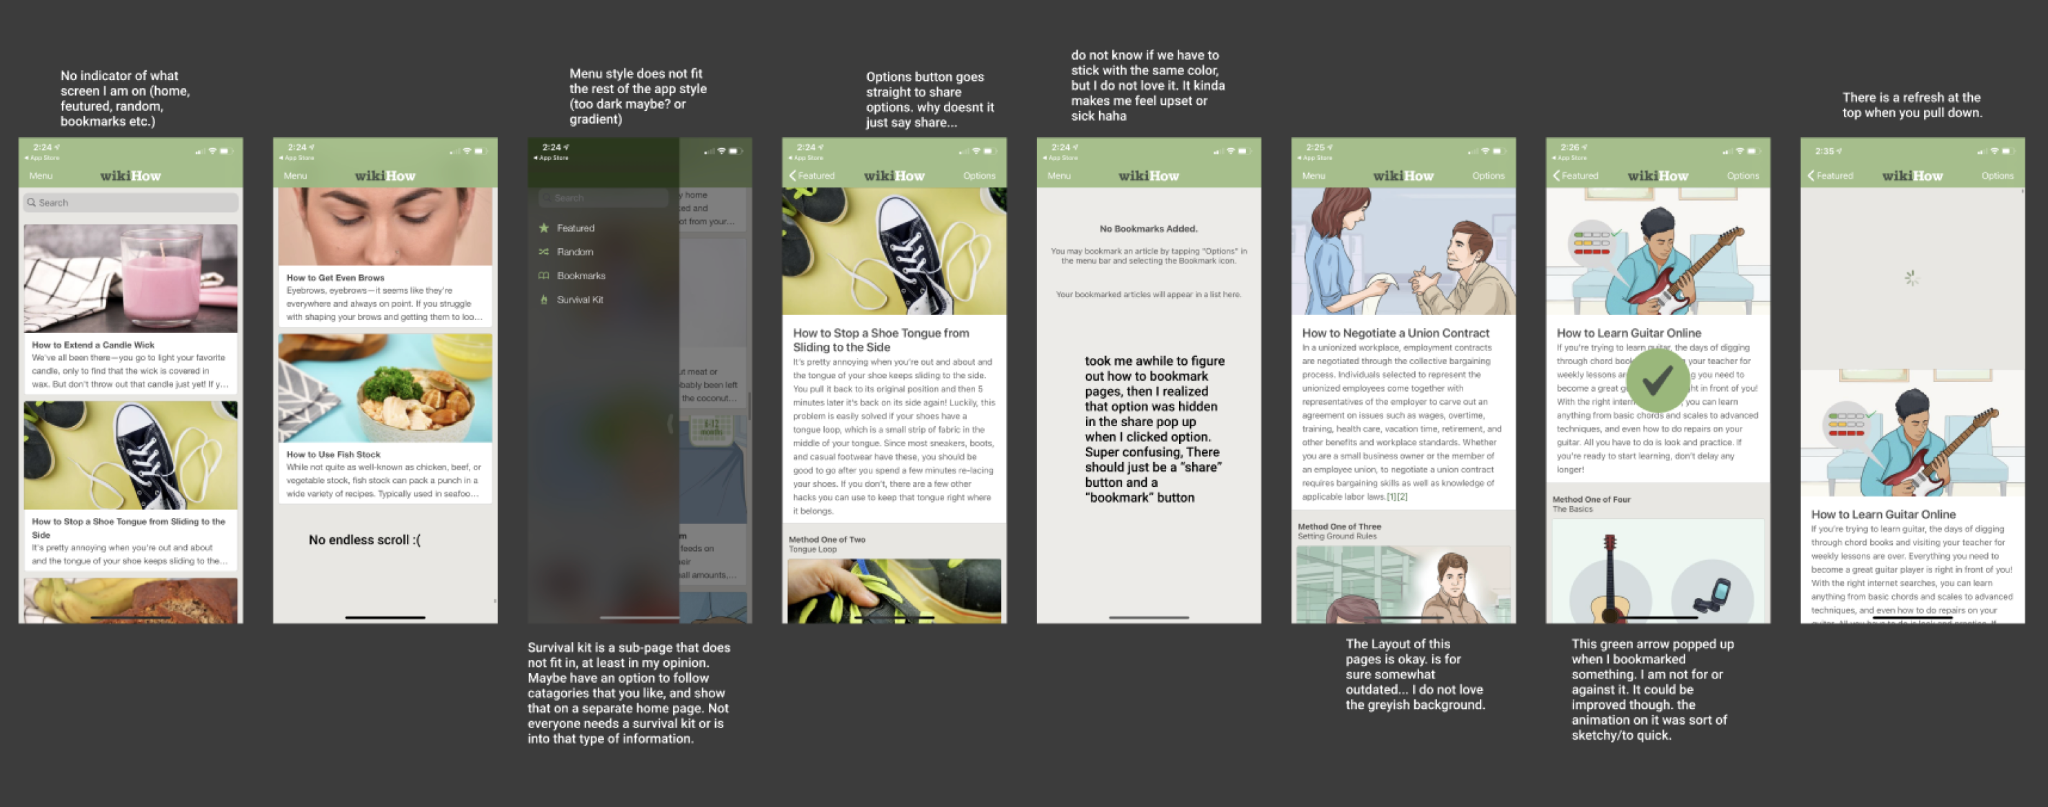 No indicator of what
screen I am on (home,
feutured, random,
bookmarks etc.)
2:24
App Store
Menu
wikiHow
Search
How to Extend a Candle Wick
We've all been there—you go to light your favorite
candle, only to find that the wick is covered in
wax. But don't throw out that candle just yet! If y...
How to Stop a Shoe Tongue from Sliding to the
Side
It's pretty annoying when you're out and about
and the tongue of your shoe keeps sliding to the...
2:24
App Store
Menu
wikiHow
How to Get Even Brows
Eyebrows, eyebrows—it seems like they're
everywhere and always on point. If you struggle
with shaping your brows and getting them to loo...
How to Use Fish Stock
While not quite as well-known as chicken, beef, or
vegetable stock, fish stock can pack a punch in a
wide variety of recipes. Typically used in seafoo...
No endless scroll :(
Menu style does not fit
the rest of the app style
(too dark maybe? or
gradient)
2:24
App Store
Search
Featured
Random
Bookmarks
Survival Kit
home
ked and
ot from your...
ut meat or
bably been left
the coconut...
6-12
months
m
feeds on
eir
all amounts,...
Survival kit is a sub-page that does
not fit in, at least in my opinion.
Maybe have an option to follow
catagories that you like, and show
that on a separate home page. Not
everyone needs a survival kit or is
into that type of information.
Options button goes
straight to share
options. why doesnt it
just say share...
2:24
App Store
Featured
wikiHow
Options
How to Stop a Shoe Tongue from
Sliding to the Side
It's pretty annoying when you're out and about and
the tongue of your shoe keeps sliding to the side.
You pull it back to its original position and then 5
minutes later it's back on its side again! Luckily, this
problem is easily solved if your shoes have a
tongue loop, which is a small strip of fabric in the
middle of your tongue. Since most sneakers, boots,
and casual footwear have these, you should be
good to go after you spend a few minutes re-lacing
your shoes. If you don't, there are a few other
hacks you can use to keep that tongue right where
it belongs.
Method One of Two
Tongue Loop
do not know if we have to
stick with the same color,
but I do not love it. It kinda
makes me feel upset or
sick haha
2:24
App Store
Menu
wikiHow
No Bookmarks Added.
You may bookmark an article by tapping "Options" in
the menu bar and selecting the Bookmark icon.
Your bookmarked articles will appear in a list here.
took me awhile to figure
out how to bookmark
pages, then I realized
that option was hidden
in the share pop up
when I clicked option.
Super confusing, There
should just be a "share"
button and a
"bookmark" button
2:25
App Store
Menu
wikiHow
Options
How to Negotiate a Union Contract
In a unionized workplace, employment contracts
are negotiated through the collective bargaining
process. Individuals selected to represent the
unionized employees come together with
representatives of the employer to carve out an
agreement on issues such as wages, overtime,
training, health care, vacation time, retirement, and
other benefits and workplace standards. Whether
you are a small business owner or the member of
an employee union, to negotiate a union contract
requires bargaining skills as well as knowledge of
applicable labor laws.[1][2]
Method One of Three
Setting Ground Rules
The Layout of this
pages is okay. is for
sure somewhat
outdated... I do not love
the greyish background.
2:26
App Store
Featured
wikiHow
Options
How to Learn Guitar Online
If you're trying to learn guitar, the days of digging
through chord boo your teacher for
weekly lessons are g you need to
become a great g ht in front of you!
With the right intern , you can learn
anything from basic chords and scales to advanced
techniques, and even how to do repairs on your
guitar. All you have to do is look and practice. If
you're ready to start learning, don't delay any
longer!
Method One of Four
The Basics
This green arrow popped up
when I bookmarked
something. I am not for or
against it. It could be
improved though. the
animation on it was sort of
sketchy/to quick.
There is a refresh at the
top when you pull down.
2:35
Featured
wikiHow
Options
How to Learn Guitar Online
If you're trying to learn guitar, the days of digging
through chord books and visiting your teacher for
weekly lessons are over. Everything you need to
become a great guitar player is right in front of you!
With the right internet searches, you can learn
anything from basic chords and scales to advanced
techniques, and even how to do repairs on your
guitar. All you have to do is look and practice. If